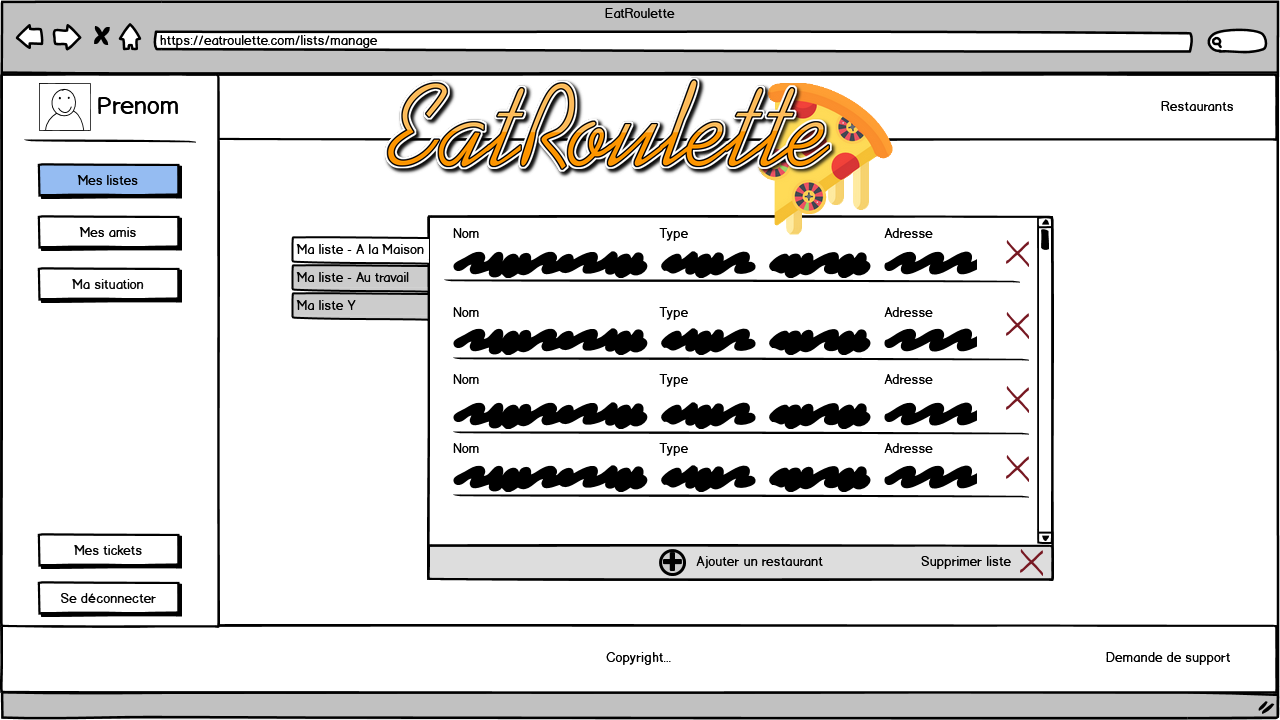 EatRoulette
https://eatroulette.com/lists/manage
Prenom
EatRoulette
Restaurants
Mes listes
Mes amis
Ma situation
Mes tickets
Se déconnecter
Ma liste - A la Maison
Ma liste - Au travail
Ma liste Y
Nom Type Adresse
Nom Type Adresse
Nom Type Adresse
Nom Type Adresse
Ajouter un restaurant Supprimer liste
Copyright... Demande de support